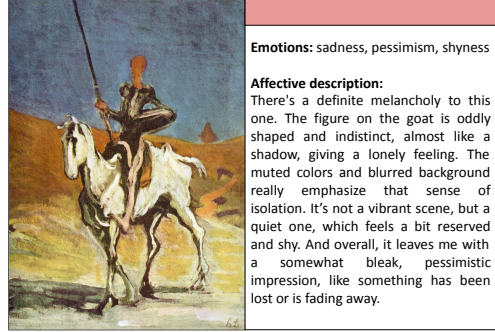 Emotions: sadness, pessimism, shyness
Affective description:
There's a definite melancholy to this
one. The figure on the goat is oddly
shaped and indistinct, almost like a
shadow, giving a lonely feeling. The
muted colors and blurred background
really emphasize that sense of
isolation. It's not a vibrant scene, but a
quiet one, which feels a bit reserved
and shy. And overall, it leaves me with
a somewhat bleak, pessimistic
impression, like something has been
lost or is fading away.